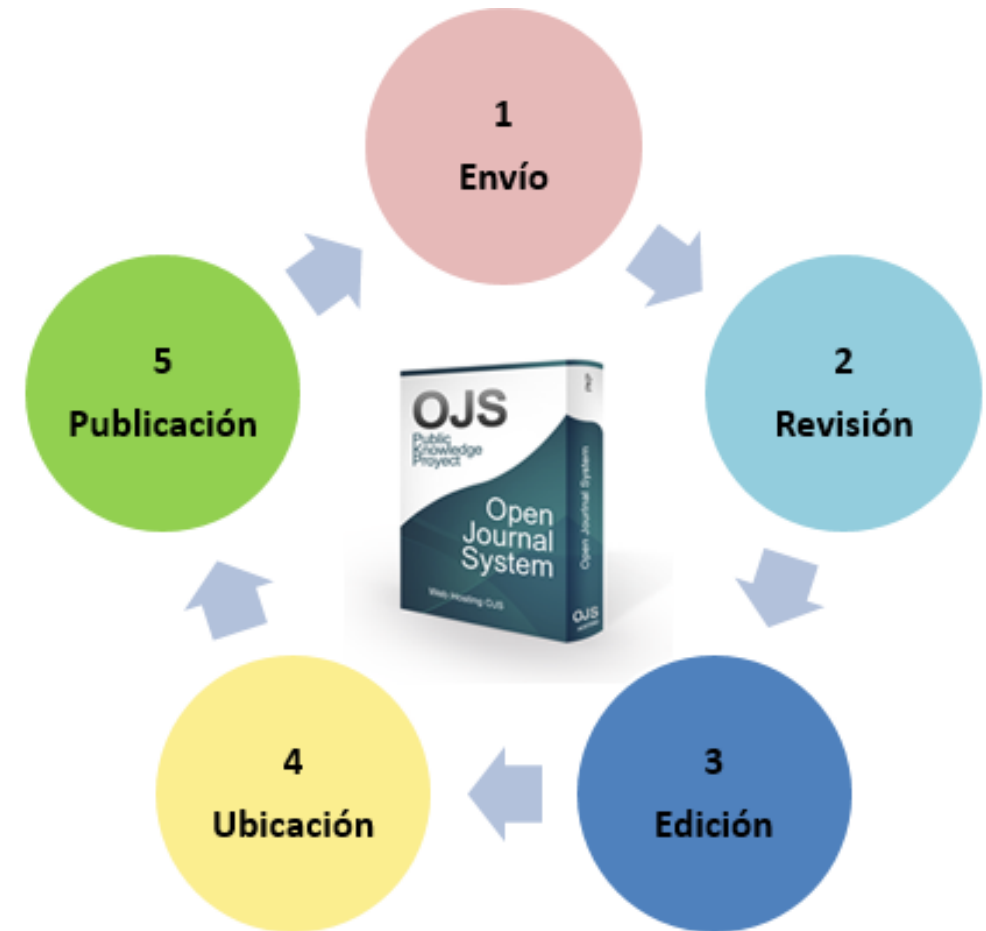 1
Envío
2
Revisión
3
Edición
4
Ubicación
5
Publicación
OJS
Public
Knowledge
Proyect
Open
Journal
System
Web Hosting OJS
Open Journal System
OJS